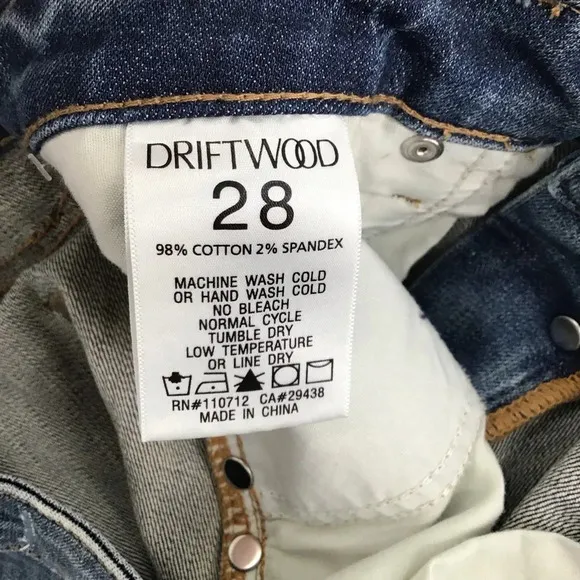 DRIFTWOOD
28
98% COTTON 2% SPANDEX
MACHINE WASH COLD
OR HAND WASH COLD
NO BLEACH
NORMAL CYCLE
TUMBLE DRY
LOW TEMPERATURE
OR LINE DRY
RN#110712 CA#29438
MADE IN CHINA